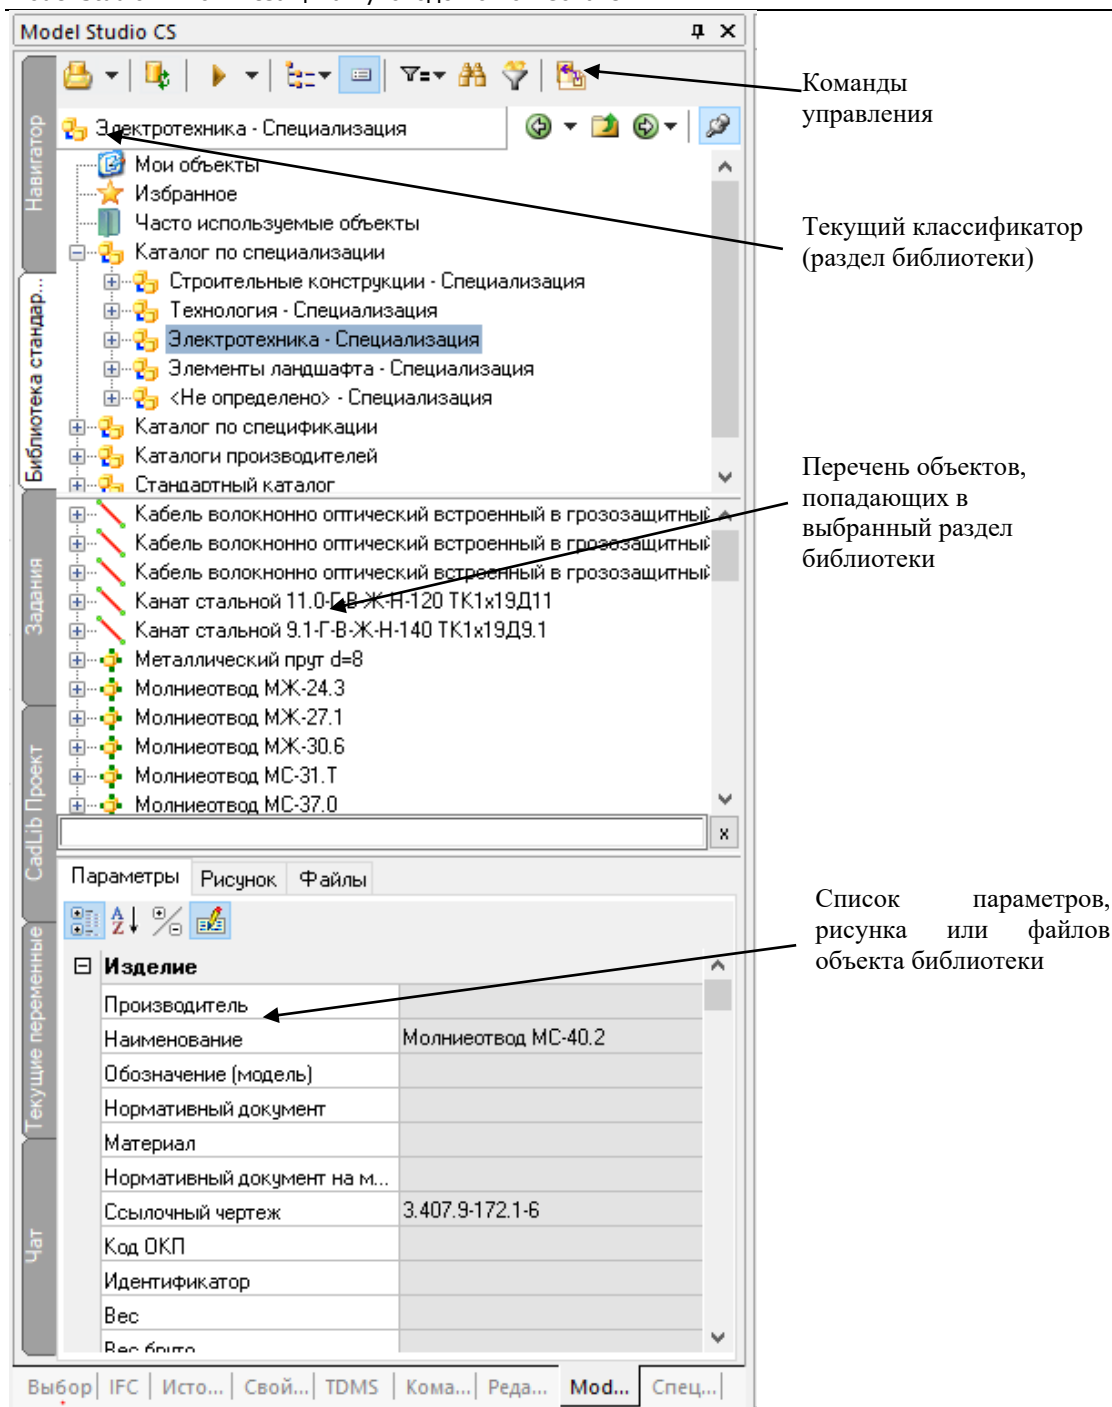 Model Studio CS
Команды
управления
Электротехника - Специализация
Мои объекты
Избранное
Часто используемые объекты
Каталог по специализации
Строительные конструкции - Специализация
Технология - Специализация
Электротехника - Специализация
Элементы ландшафта - Специализация
<Не определено> - Специализация
Каталог по спецификации
Каталоги производителей
Стандартный каталог
Текущий классификатор
(раздел библиотеки)
Кабель волокнонно оптический встроенный в грозозащитный
Кабель волокнонно оптический встроенный в грозозащитный
Кабель волокнонно оптический встроенный в грозозащитный
Канат стальной 11.0-Г-В-Ж-Н-120 ТК1х19Д11
Канат стальной 9.1-Г-В-Ж-Н-140 ТК1х19Д9.1
Металлический прут d=8
Молниеотвод МЖ-24.3
Молниеотвод МЖ-27.1
Молниеотвод МЖ-30.6
Молниеотвод МС-31.Т
Молниеотвод МС-37.0
Перечень объектов,
попадающих в
выбранный раздел
библиотеки
x
Параметры Рисунок Файлы
Изделие
Производитель
Наименование Молниеотвод МС-40.2
Обозначение (модель)
Нормативный документ
Материал
Нормативный документ на м...
Ссылочный чертеж 3.407.9-172.1-6
Код ОКП
Идентификатор
Вес
Вес бруто
Список параметров,
рисунка или файлов
объекта библиотеки
Навигатор
Библиотека стандар...
Задания
CadLib Проект
Текущие переменные
Чат
Выбор IFC Исто... Свой... TDMS Кома... Реда... Mod... Спец...